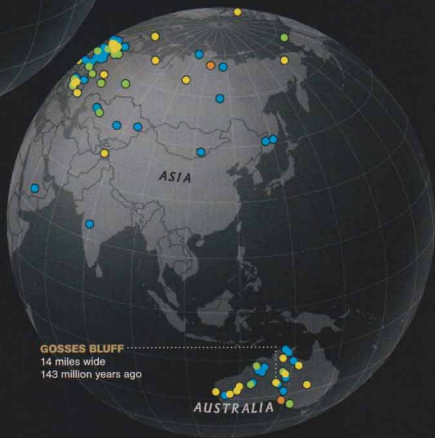 ASIA
GOSSES BLUFF
14 miles wide
143 million years ago
AUSTRALIA